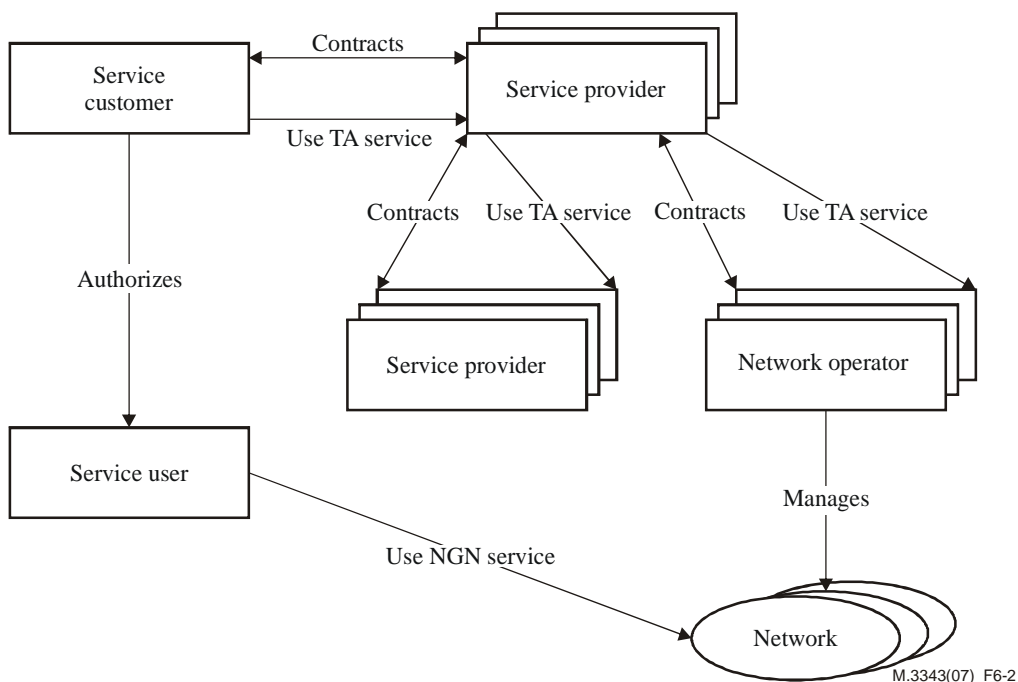 Contracts
Service
customer
Service provider
Use TA service
Contracts
Use TA service
Contracts
Use TA service
Authorizes
Service provider
Network operator
Service user
Manages
Use NGN service
Network
M.3343(07)_F6-2